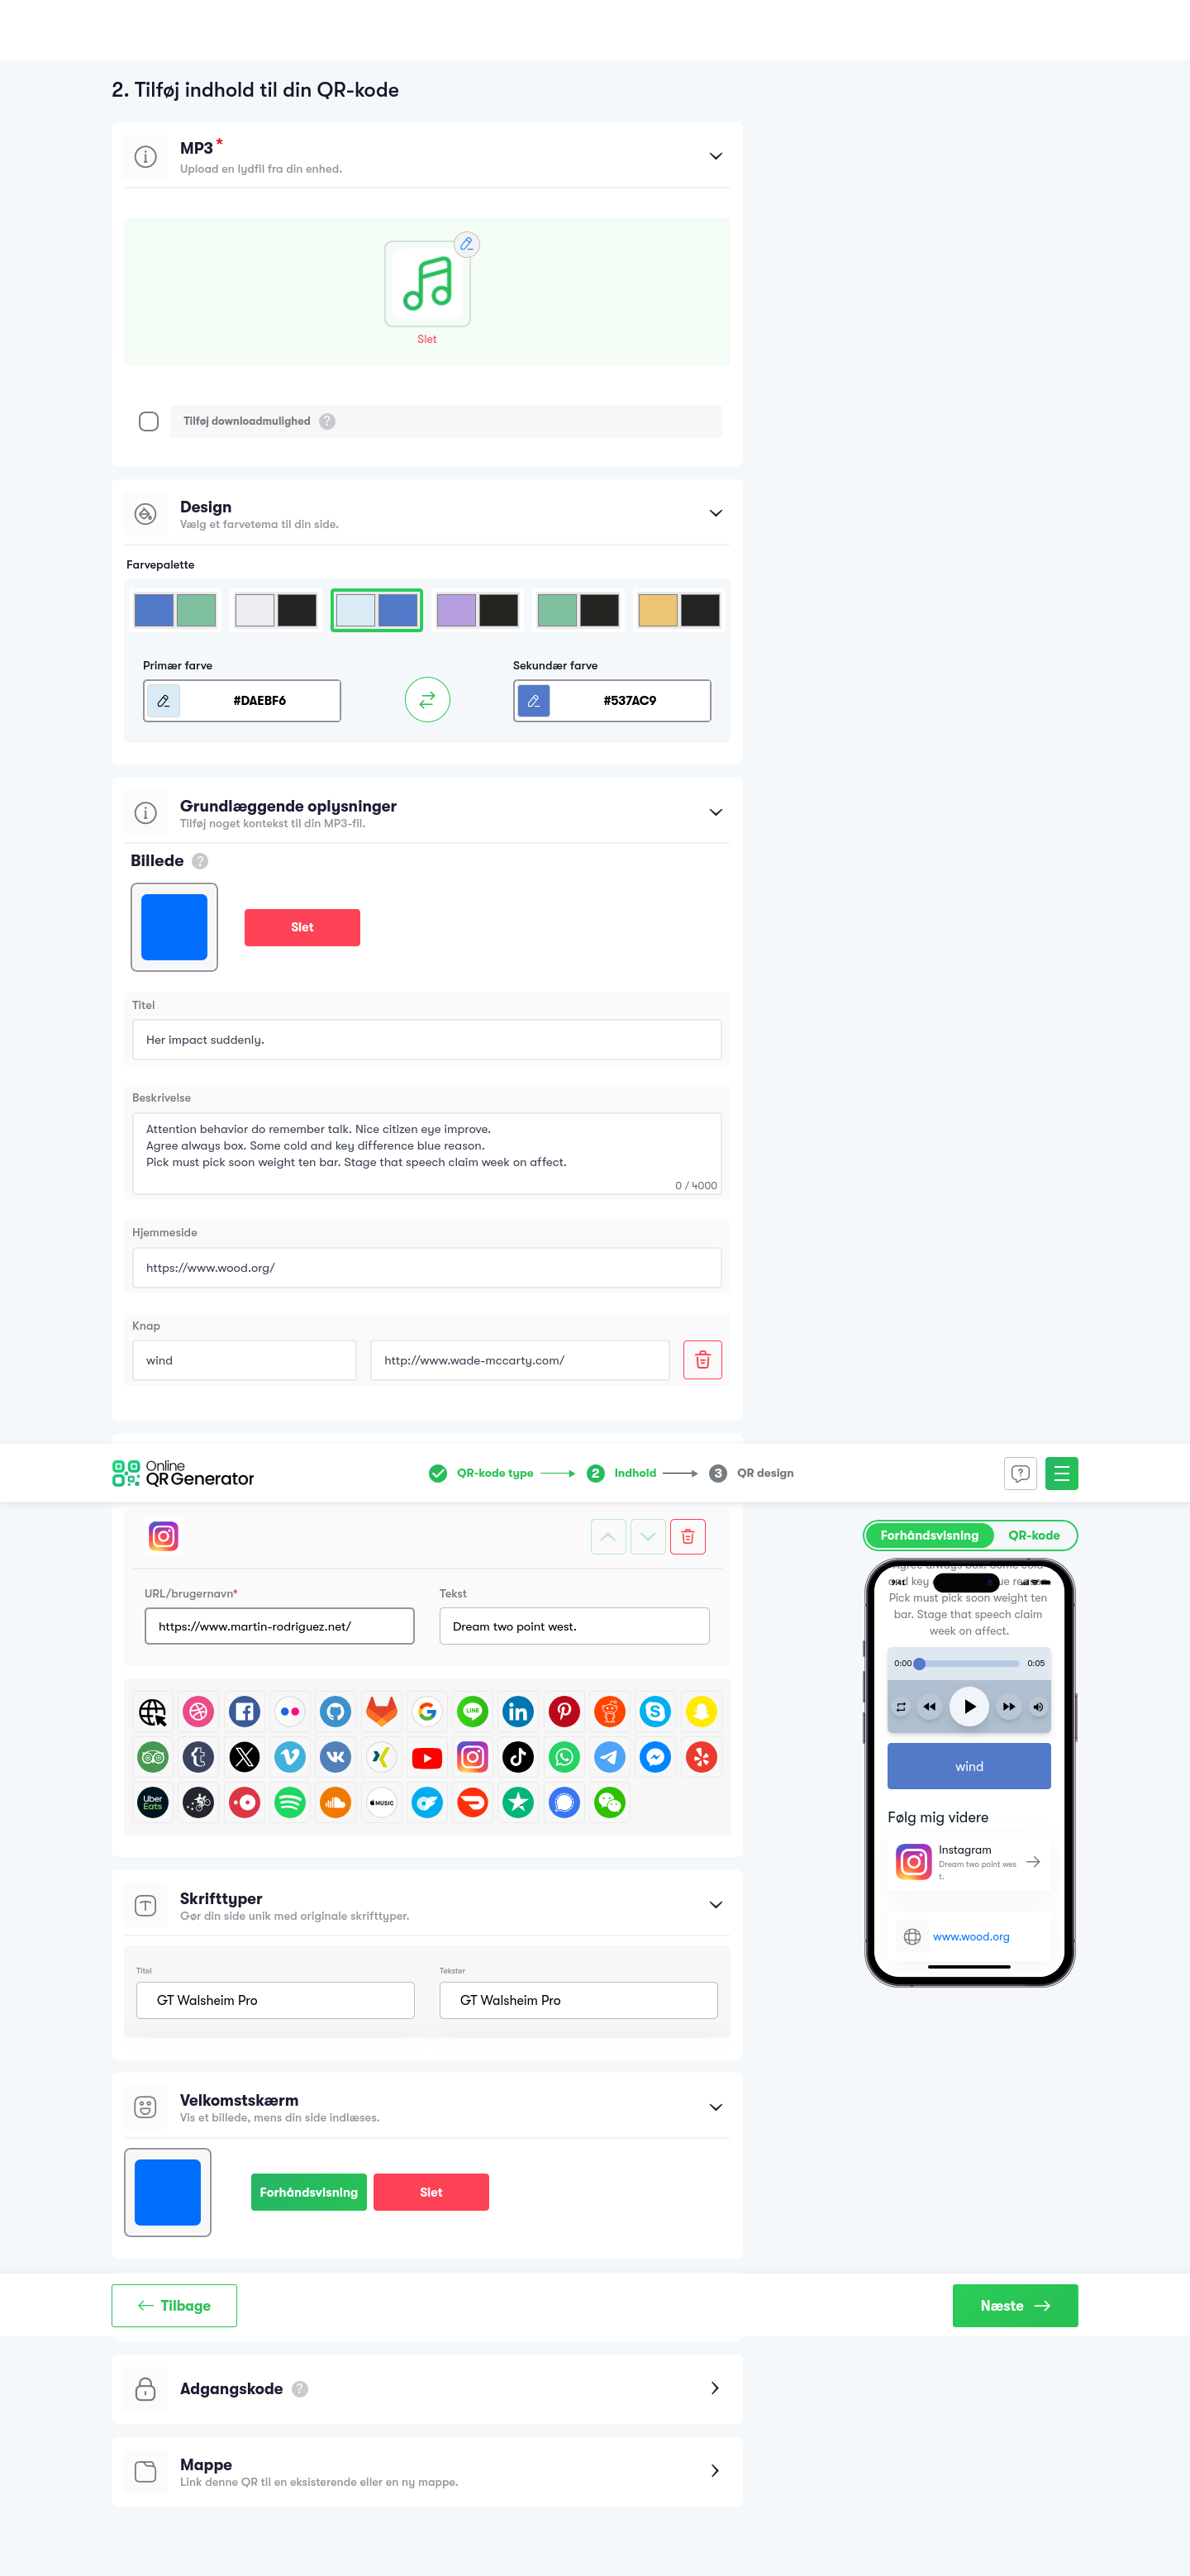 2. Tilføj indhold til din QR-kode
MP3 *
Upload en lydfil fra din enhed.
Slet
Tilføj downloadmulighed ?
Design
Vælg et farvetema til din side.
Farvepalette
Primær farve
Sekundær farve
#DAEBF6
#537AC9
Grundlæggende oplysninger
Tilføj noget kontekst til din MP3-fil.
Billede ?
Slet
Titel
Her impact suddenly.
Beskrivelse
Attention behavior do remember talk. Nice citizen eye improve.
Agree always box. Some cold and key difference blue reason.
Pick must pick soon weight ten bar. Stage that speech claim week on affect.
0 / 4000
Hjemmeside
https://www.wood.org/
Knap
wind
http://www.wade-mccarty.com/
Online
QR Generator
QR-kode type
2 Indhold
3 QR design
URL/brugernavn*
Tekst
https://www.martin-rodriguez.net/
Dream two point west.
LINE
Uber
Eats
MUSIC
Skrifttyper
Gør din side unik med originale skrifttyper.
Titel
Tekster
GT Walsheim Pro
GT Walsheim Pro
Velkomstskærm
Vis et billede, mens din side indlæses.
Forhåndsvisning
Slet
Tilbage
Næste
Adgangskode ?
Mappe
Link denne QR til en eksisterende eller en ny mappe.
Forhåndsvisning
QR-kode
9:41
Pick must pick soon weight ten
bar. Stage that speech claim
week on affect.
0:00
0:05
wind
Følg mig videre
Instagram
Dream two point wes
t.
www.wood.org